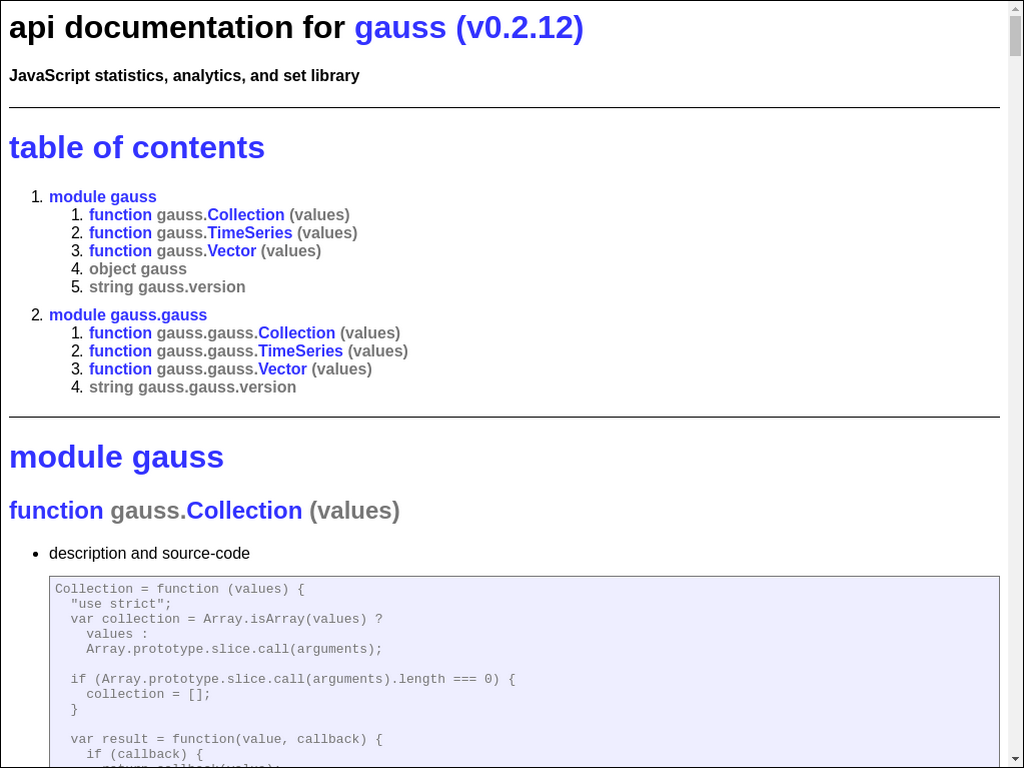 api documentation for gauss (v0.2.12)
JavaScript statistics, analytics, and set library
table of contents
1. module gauss
1. function gauss.Collection (values)
2. function gauss.TimeSeries (values)
3. function gauss.Vector (values)
4. object gauss
5. string gauss.version
2. module gauss.gauss
1. function gauss.gauss.Collection (values)
2. function gauss.gauss.TimeSeries (values)
3. function gauss.gauss.Vector (values)
4. string gauss.gauss.version
module gauss
function gauss.Collection (values)
• description and source-code
Collection = function (values) {
  "use strict";
  var collection = Array.isArray(values) ?
    values :
    Array.prototype.slice.call(arguments);
  if (Array.prototype.slice.call(arguments).length === 0) {
    collection = [];
  }
  var result = function(value, callback) {
    if (callback) {
      return callback(value);